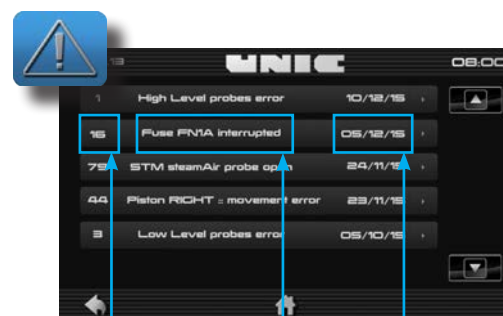 13 UNIC 08:00
1 High Level probes error 10/12/15
16 Fuse FN1A interrupted 05/12/15
79 STM steamAir probe open 24/11/15
44 Piston RIGHT :: movement error 23/11/15
3 Low Level probes error 05/10/15